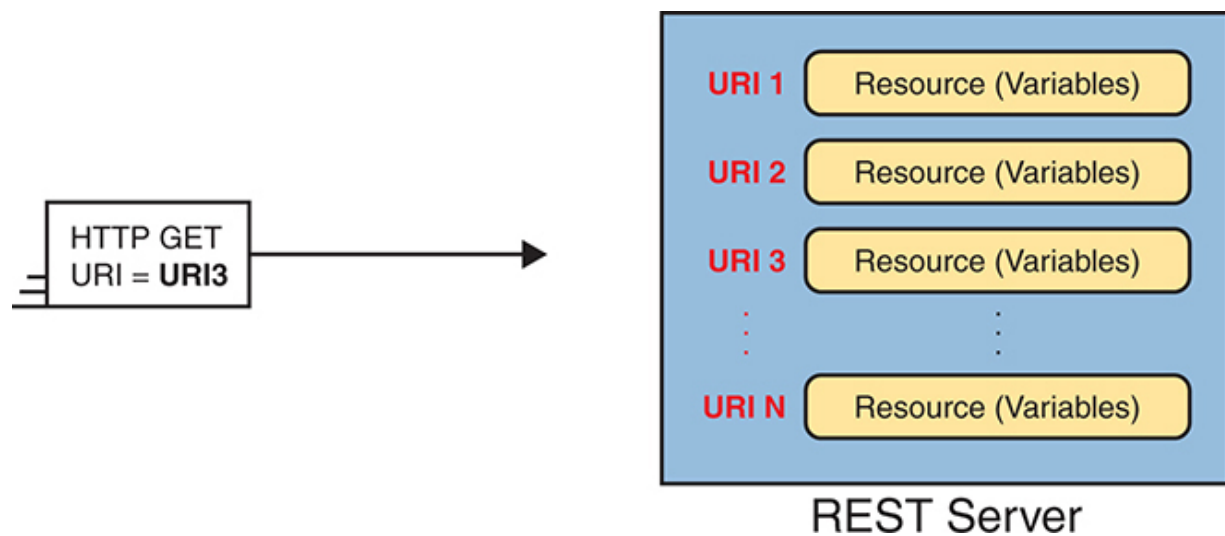 HTTP GET
URI = URI3
URI 1 Resource (Variables)
URI 2 Resource (Variables)
URI 3 Resource (Variables)
URI N Resource (Variables)
REST Server